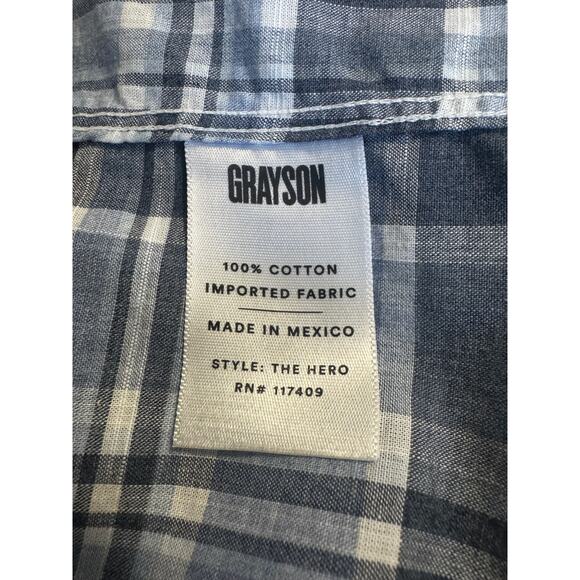 GRAYSON
100% COTTON
IMPORTED FABRIC
MADE IN MEXICO
STYLE: THE HERO
RN# 117409